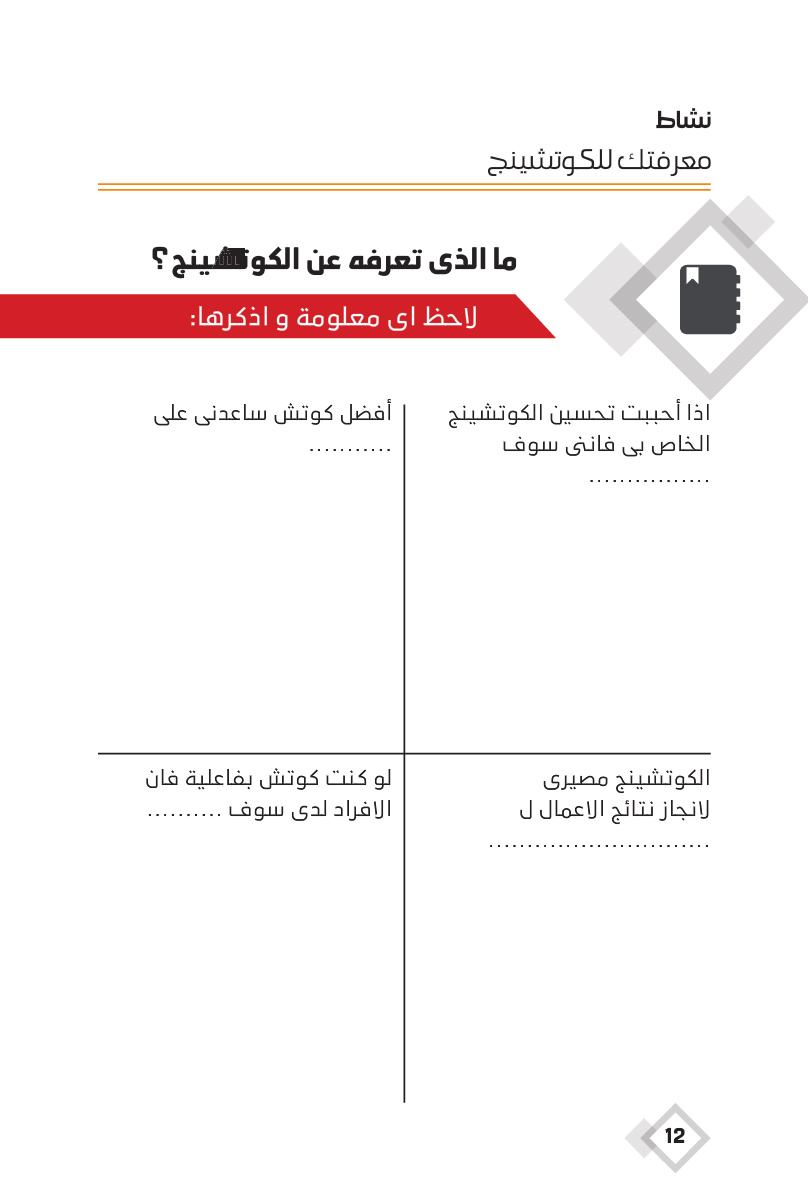 نشاط
معرفتك للكوتشينج
ما الذى تعرفه عن الكوتشينج؟
لاحظ اى معلومة و اذكرها:
اذا أحببت تحسين الكوتشينج
الخاص بى فاننى سوف
................
أفضل كوتش ساعدنى على
...........
الكوتشينج مصيرى
لانجاز نتائج الاعمال ل
.............................
لو كنت كوتش بفاعلية فان
الافراد لدى سوف ..........
12